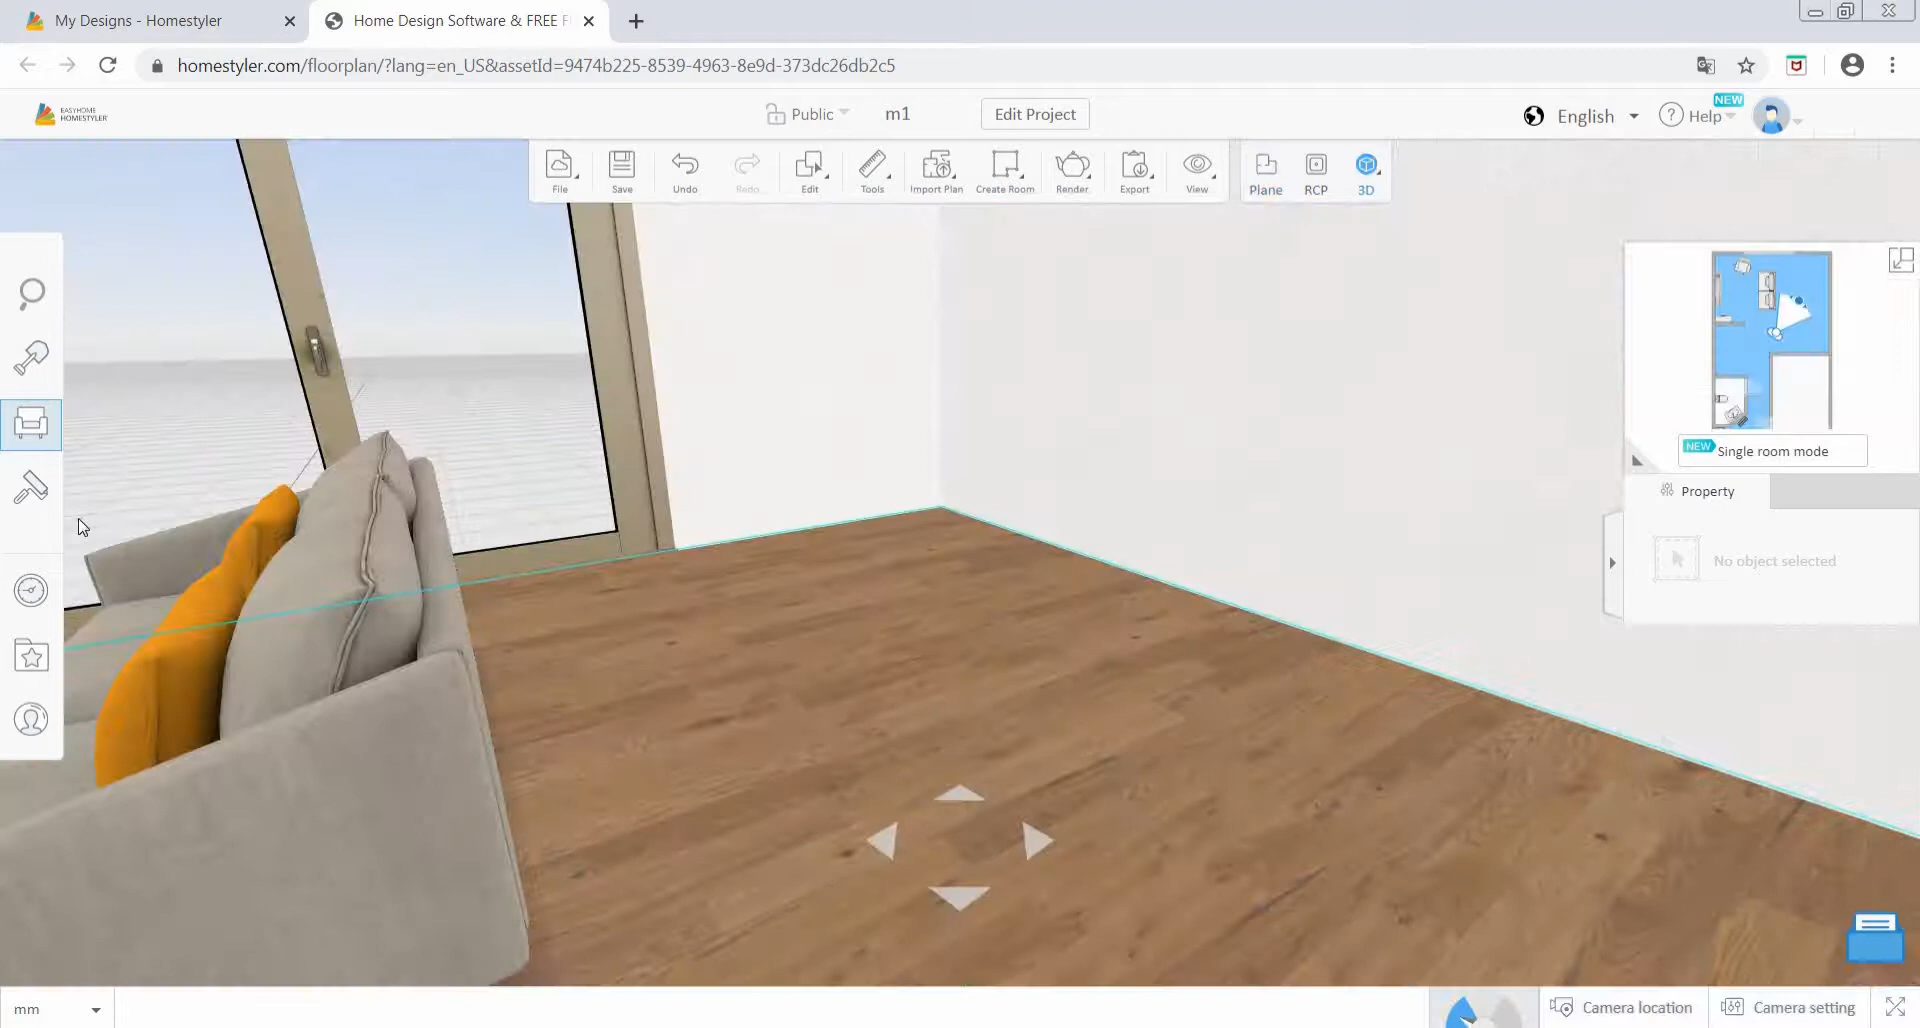 My Designs - Homestyler
Home Design Software & FREE F
homestyler.com/floorplan/?lang=en_US&assetId=9474b225-8539-4963-8e9d-373dc26db2c5
EASYHOME
HOMESTYLER
Public
m1
Edit Project
English
Help
NEW
File
Save
Undo
Redo
Edit
Tools
Import Plan
Create Room
Render
Export
View
Plane
RCP
3D
NEW
Single room mode
Property
No object selected
mm
Camera location
Camera setting